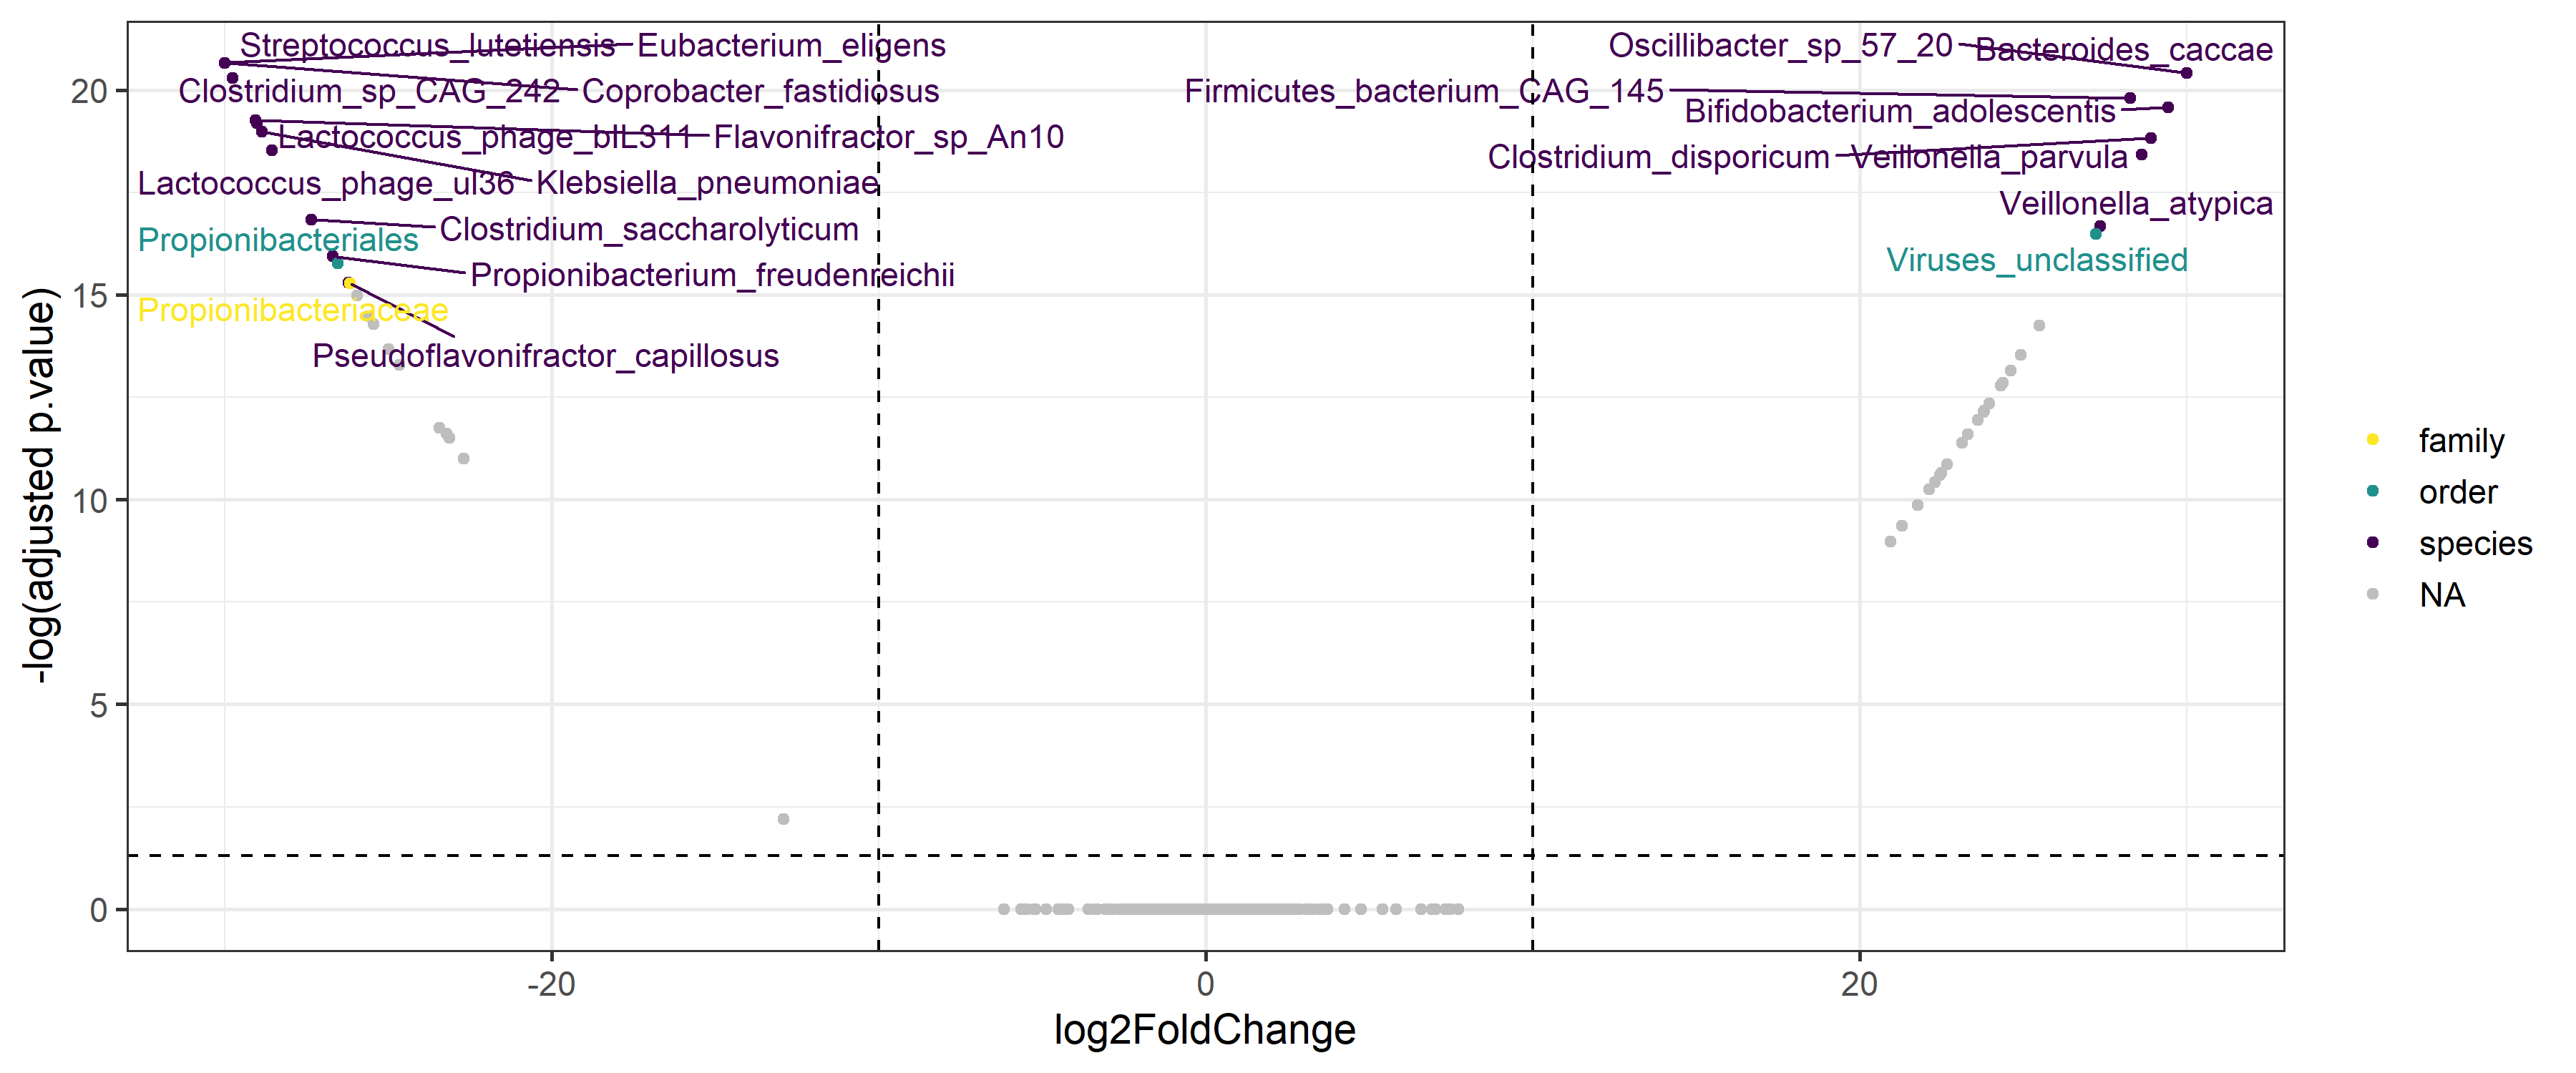 Streptococcus_lutetiensis
Eubacterium_eligens
Oscillibacter_sp_57_20
Bacteroides_caccae
Clostridium_sp_CAG_242
Coprobacter_fastidiosus
Firmicutes_bacterium_CAG_145
Bifidobacterium_adolescentis
Lactococcus_phage_bIL311
Flavonifractor_sp_An10
Clostridium_disporicum
Veillonella_parvula
Lactococcus_phage_ul36
Klebsiella_pneumoniae
Veillonella_atypica
Clostridium_saccharolyticum
Propionibacteriales
Viruses_unclassified
Propionibacterium_freudenreichii
Propionibacteriaceae
Pseudoflavonifractor_capillosus
20
15
10
5
0
-log(adjusted p.value)
-20
0
20
log2FoldChange
family
order
species
NA